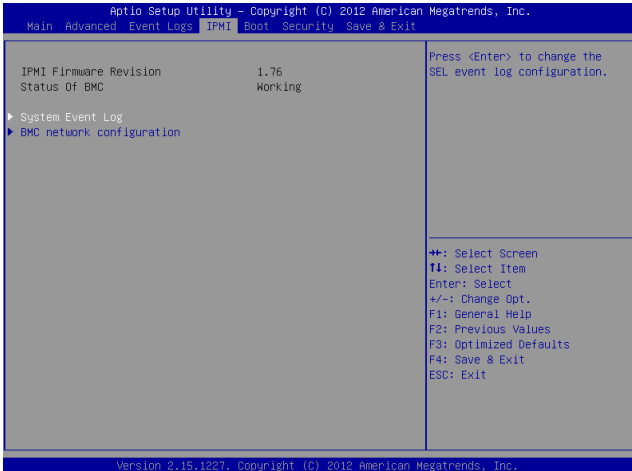 Aptio Setup Utility – Copyright (C) 2012 American Megatrends, Inc.
Main Advanced Event Logs IPMI Boot Security Save & Exit
IPMI Firmware Revision 1.76
Status Of BMC Working
▶ System Event Log
▶ BMC network configuration
Press <Enter> to change the
SEL event log configuration.
→←: Select Screen
↑↓: Select Item
Enter: Select
+/-: Change Opt.
F1: General Help
F2: Previous Values
F3: Optimized Defaults
F4: Save & Exit
ESC: Exit
Version 2.15.1227. Copyright (C) 2012 American Megatrends, Inc.